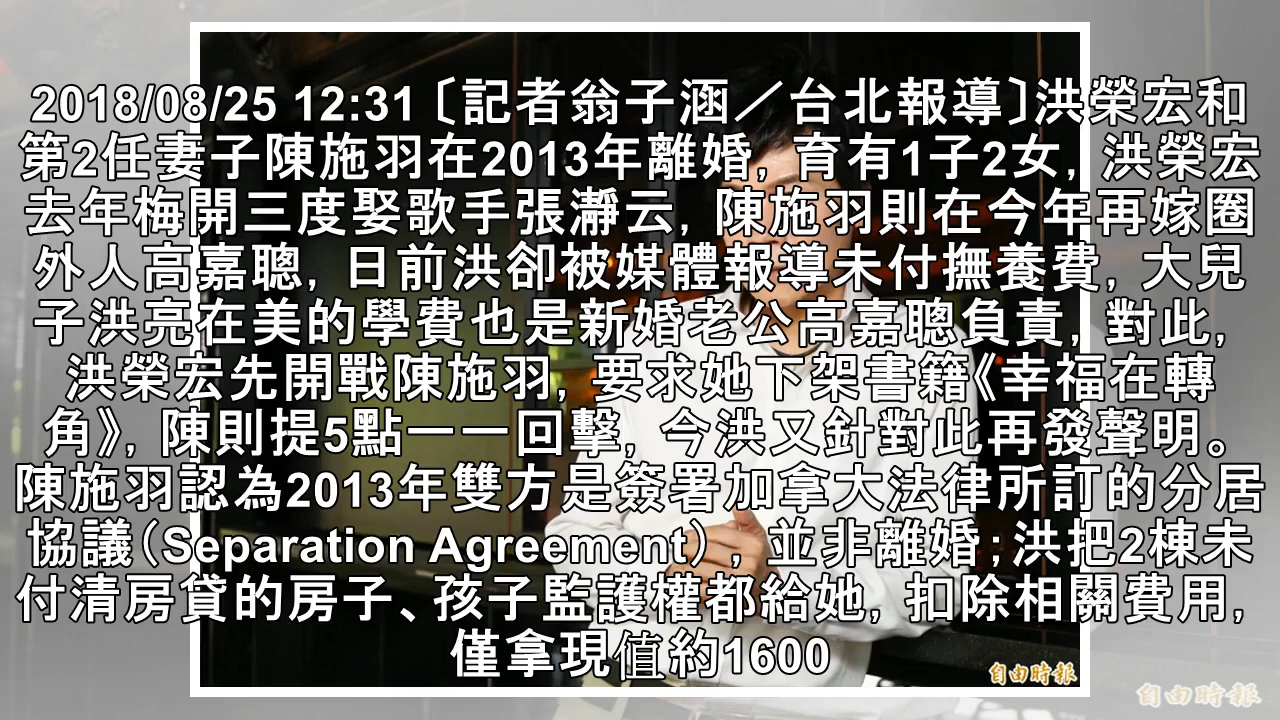 2018/08/25 12:31〔記者翁子涵／台北報導〕洪榮宏和
第2任妻子陳施羽在2013年離婚, 育有1子2女, 洪榮宏
去年梅開三度娶歌手張瀞云, 陳施羽則在今年再嫁圈
外人高嘉聰, 日前洪卻被媒體報導未付撫養費, 大兒
子洪亮在美的學費也是新婚老公高嘉聰負責, 對此,
洪榮宏先開戰陳施羽, 要求她下架書籍《幸福在轉
角》, 陳則提5點一一回擊, 今洪又針對此再發聲明。
陳施羽認為2013年雙方是簽署加拿大法律所訂的分居
協議(Separation Agreement), 並非離婚;洪把2棟未
付清房貸的房子、孩子監護權都給她, 扣除相關費用,
僅拿現值約1600
自由時報
自由時報